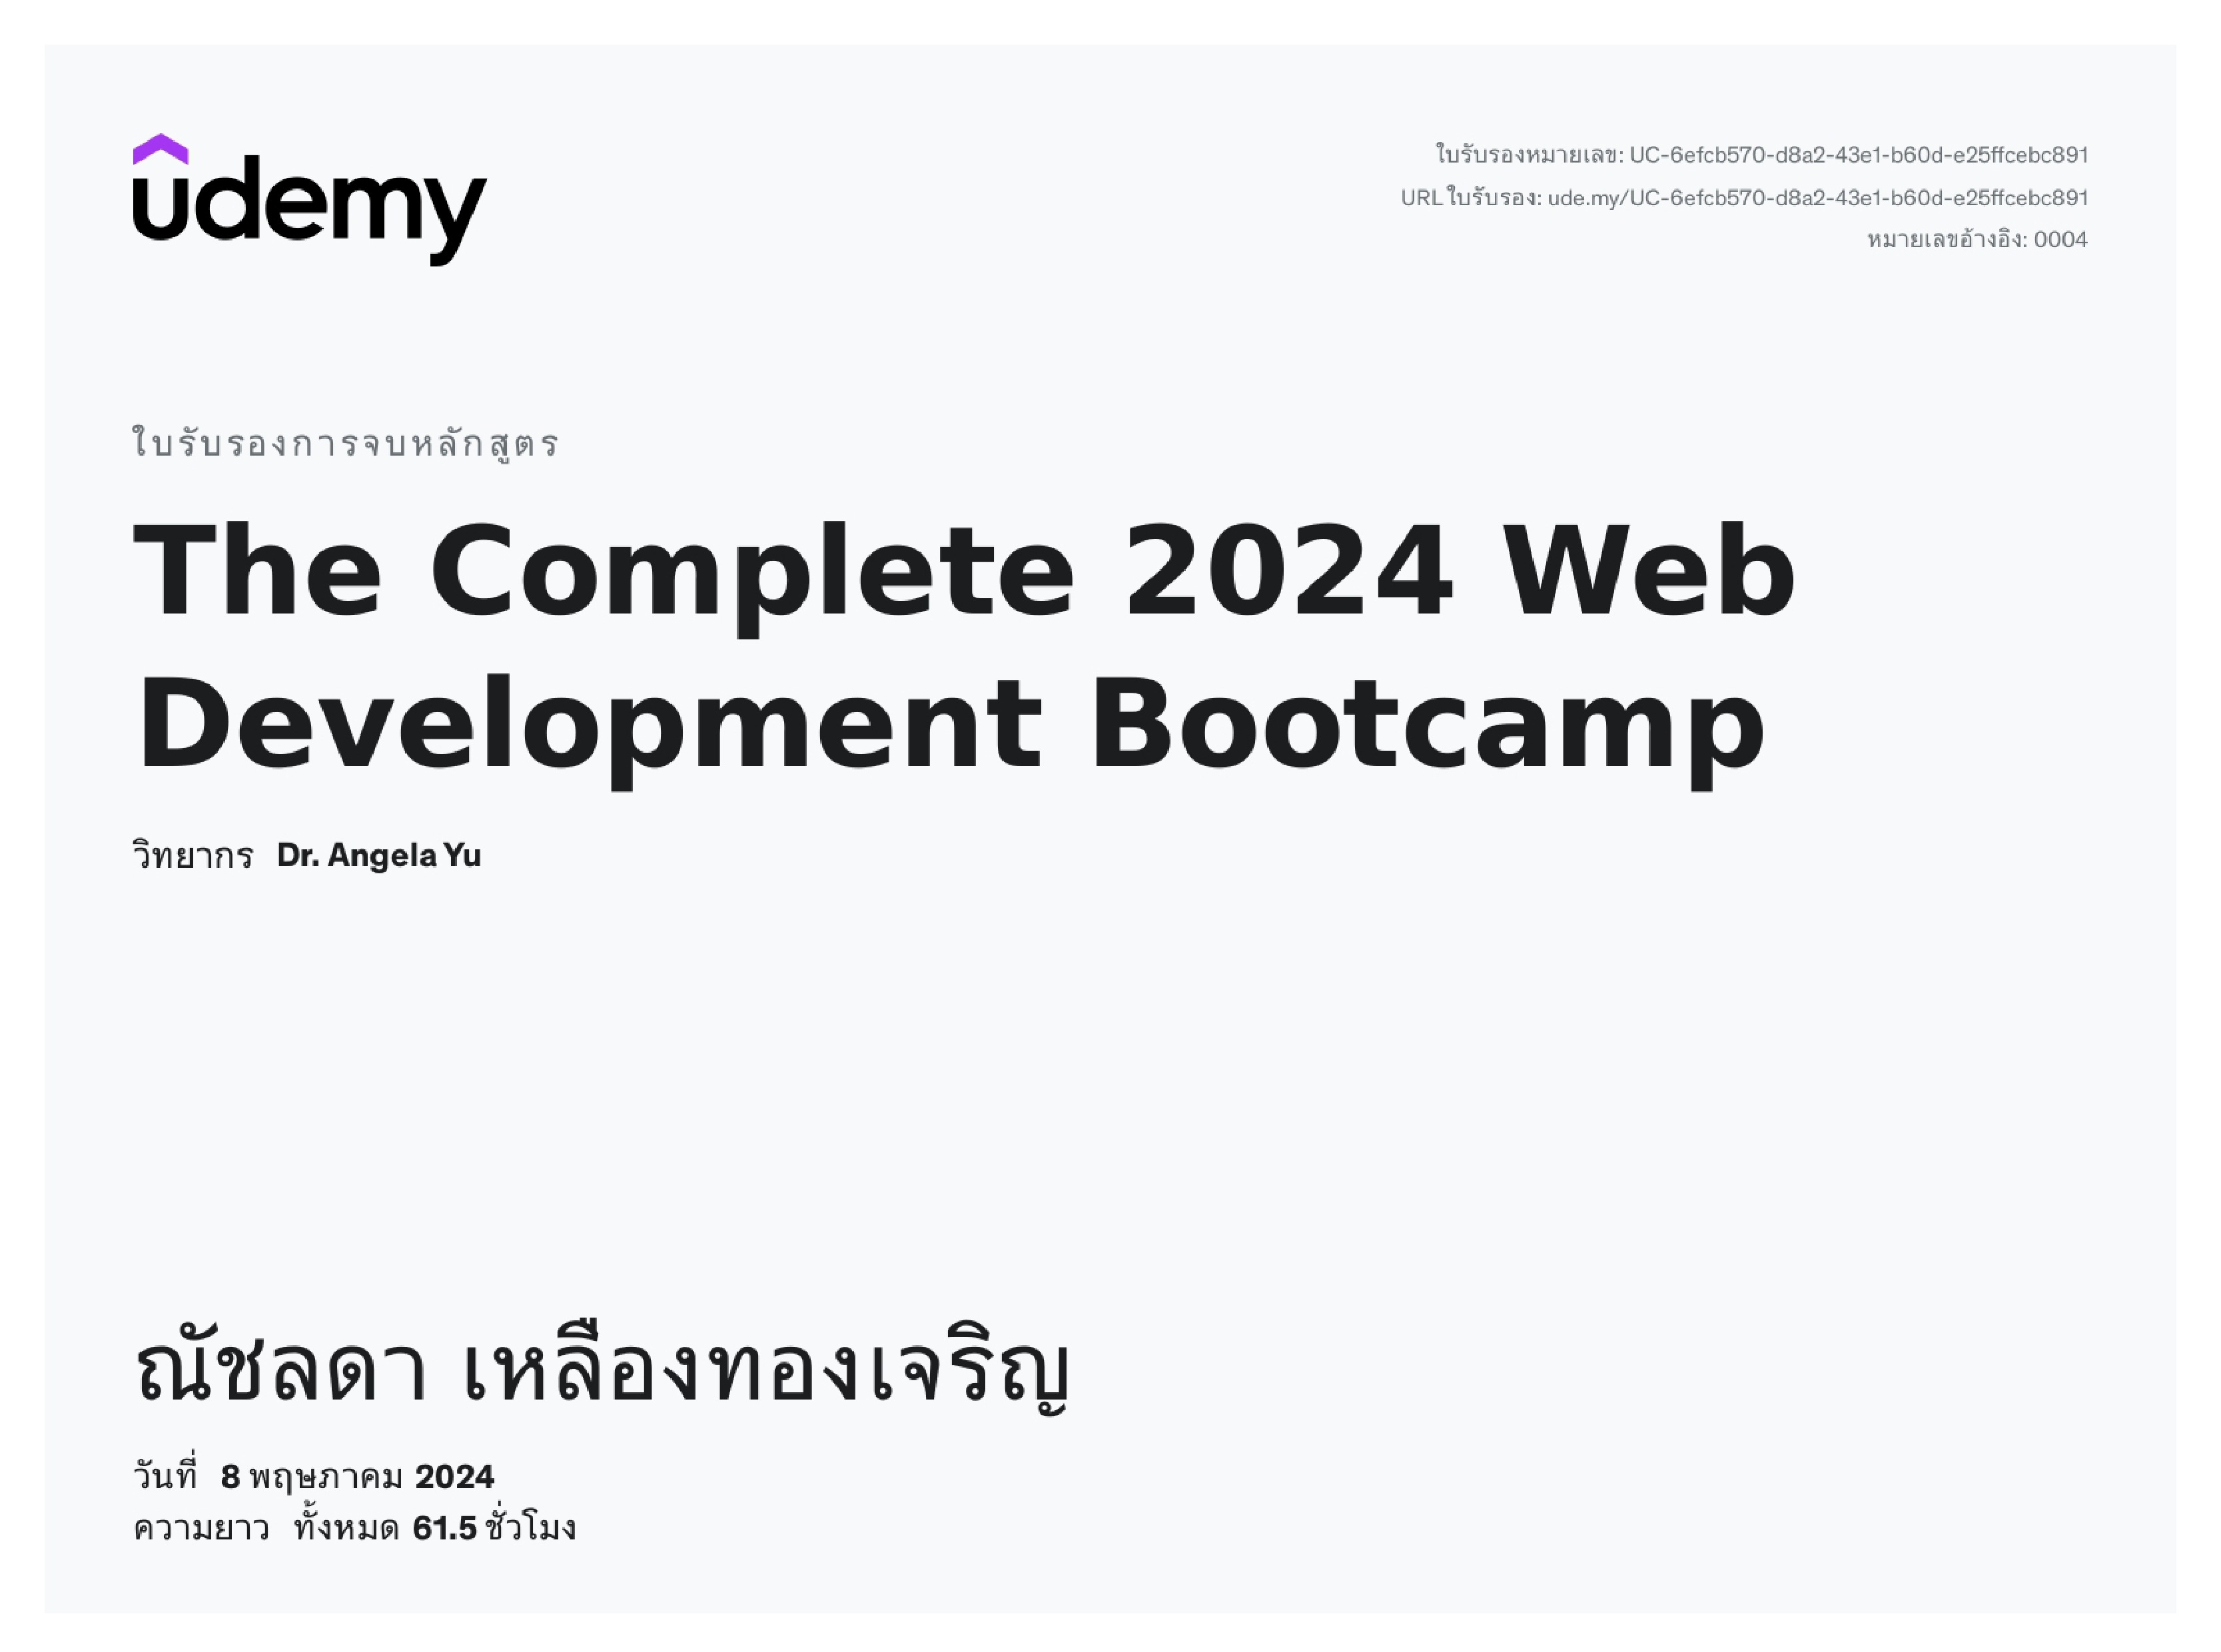 udemy
ใบรับรองหมายเลข: UC-6efcb570-d8a2-43e1-b60d-e25ffcebc891
URL ใบรับรอง: ude.my/UC-6efcb570-d8a2-43e1-b60d-e25ffcebc891
หมายเลขอ้างอิง: 0004
ใบรับรองการจบหลักสูตร
The Complete 2024 Web
Development Bootcamp
วิทยากร Dr. Angela Yu
ณัชลดา เหลืองทองเจริญ
วันที่ 8 พฤษภาคม 2024
ความยาว ทั้งหมด 61.5 ชั่วโมง